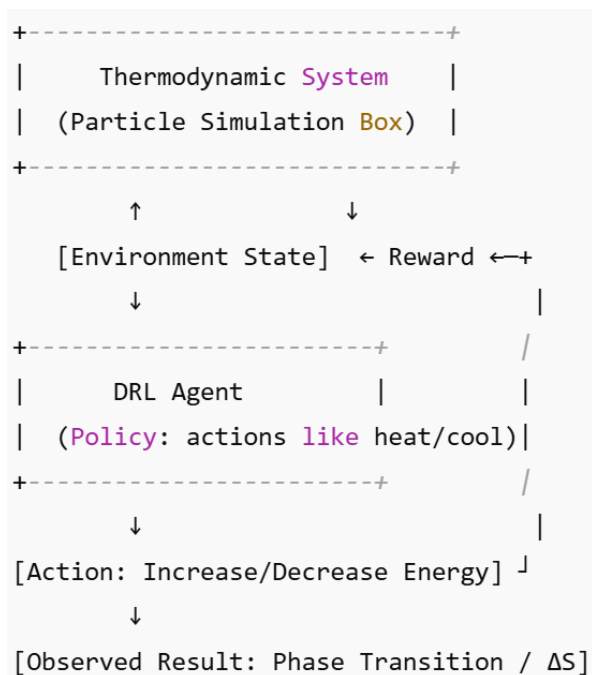 +-----------------------------+
|     Thermodynamic System    |
|  (Particle Simulation Box)  |
+-----------------------------+
↑ ↓
[Environment State] ← Reward ←─+
↓ |
+------------------------+ |
|      DRL Agent         | |
|  (Policy: actions like heat/cool)|
+------------------------+ |
↓ |
[Action: Increase/Decrease Energy] ┘
↓
[Observed Result: Phase Transition / ΔS]